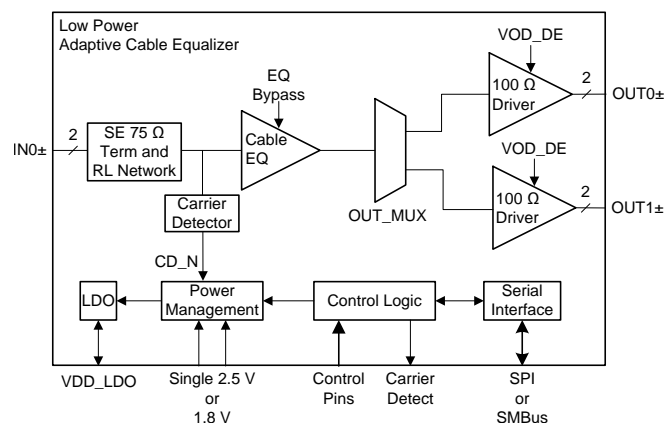 Low Power
Adaptive Cable Equalizer
VOD_DE
EQ
Bypass
100 Ω
Driver
2
OUT0±
IN0±
2
SE 75 Ω
Term and
RL Network
Cable
EQ
VOD_DE
OUT_MUX
100 Ω
Driver
2
OUT1±
Carrier
Detector
CD_N
LDO
Power
Management
Control Logic
Serial
Interface
VDD_LDO
Single 2.5 V
or
1.8 V
Control
Pins
Carrier
Detect
SPI
or
SMBus